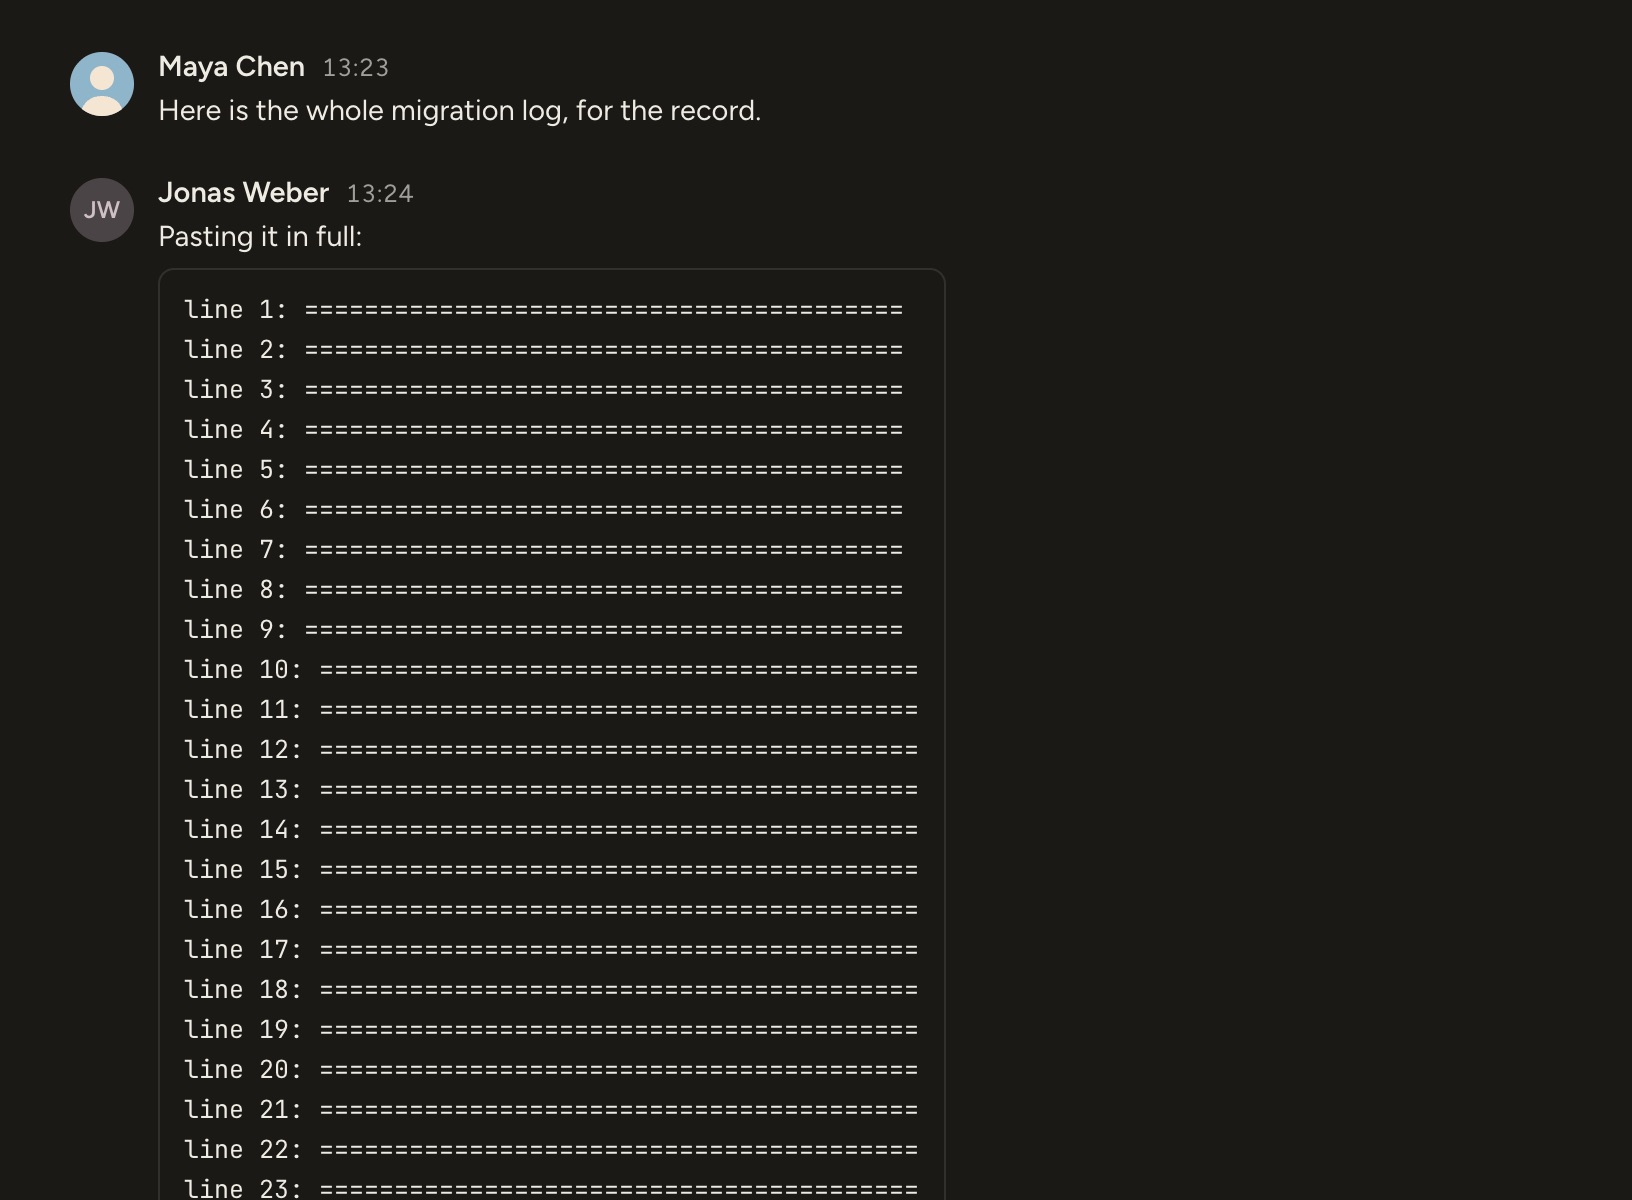 Maya Chen 13:23
Here is the whole migration log, for the record.
JW
Jonas Weber 13:24
Pasting it in full:
line 1: ========================================
line 2: ========================================
line 3: ========================================
line 4: ========================================
line 5: ========================================
line 6: ========================================
line 7: ========================================
line 8: ========================================
line 9: ========================================
line 10: ========================================
line 11: ========================================
line 12: ========================================
line 13: ========================================
line 14: ========================================
line 15: ========================================
line 16: ========================================
line 17: ========================================
line 18: ========================================
line 19: ========================================
line 20: ========================================
line 21: ========================================
line 22: ========================================
line 23: ========================================